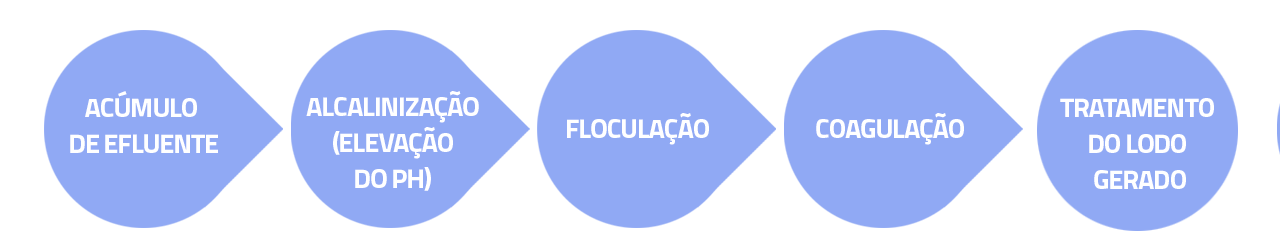 ACÚMULO
DE EFLUENTE
ALCALINIZAÇÃO
(ELEVAÇÃO
DO PH)
FLOCULAÇÃO
COAGULAÇÃO
TRATAMENTO
DO LODO
GERADO